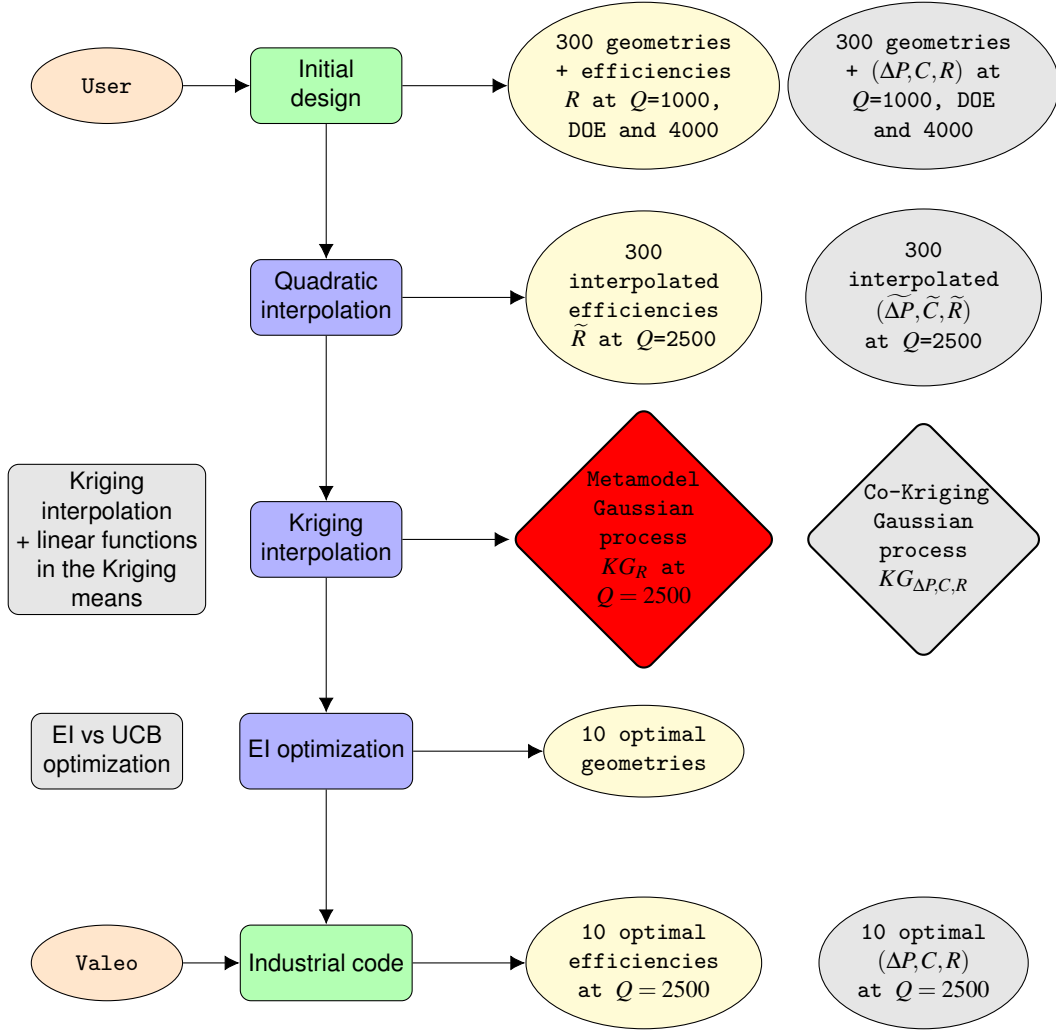 User
Initial
design
300 geometries
+ efficiencies
R at Q=1000,
DOE and 4000
300 geometries
+ (ΔP,C,R) at
Q=1000, DOE
and 4000
Quadratic
interpolation
300
interpolated
efficiencies
R̃ at Q=2500
300
interpolated
(Δ͠P,C̃,R̃)
at Q=2500
Kriging
interpolation
+ linear functions
in the Kriging
means
Kriging
interpolation
Metamodel
Gaussian
process
KG_R at
Q = 2500
Co-Kriging
Gaussian
process
KG_{ΔP,C,R}
EI vs UCB
optimization
EI optimization
10 optimal
geometries
Valeo
Industrial code
10 optimal
efficiencies
at Q = 2500
10 optimal
(ΔP,C,R)
at Q = 2500